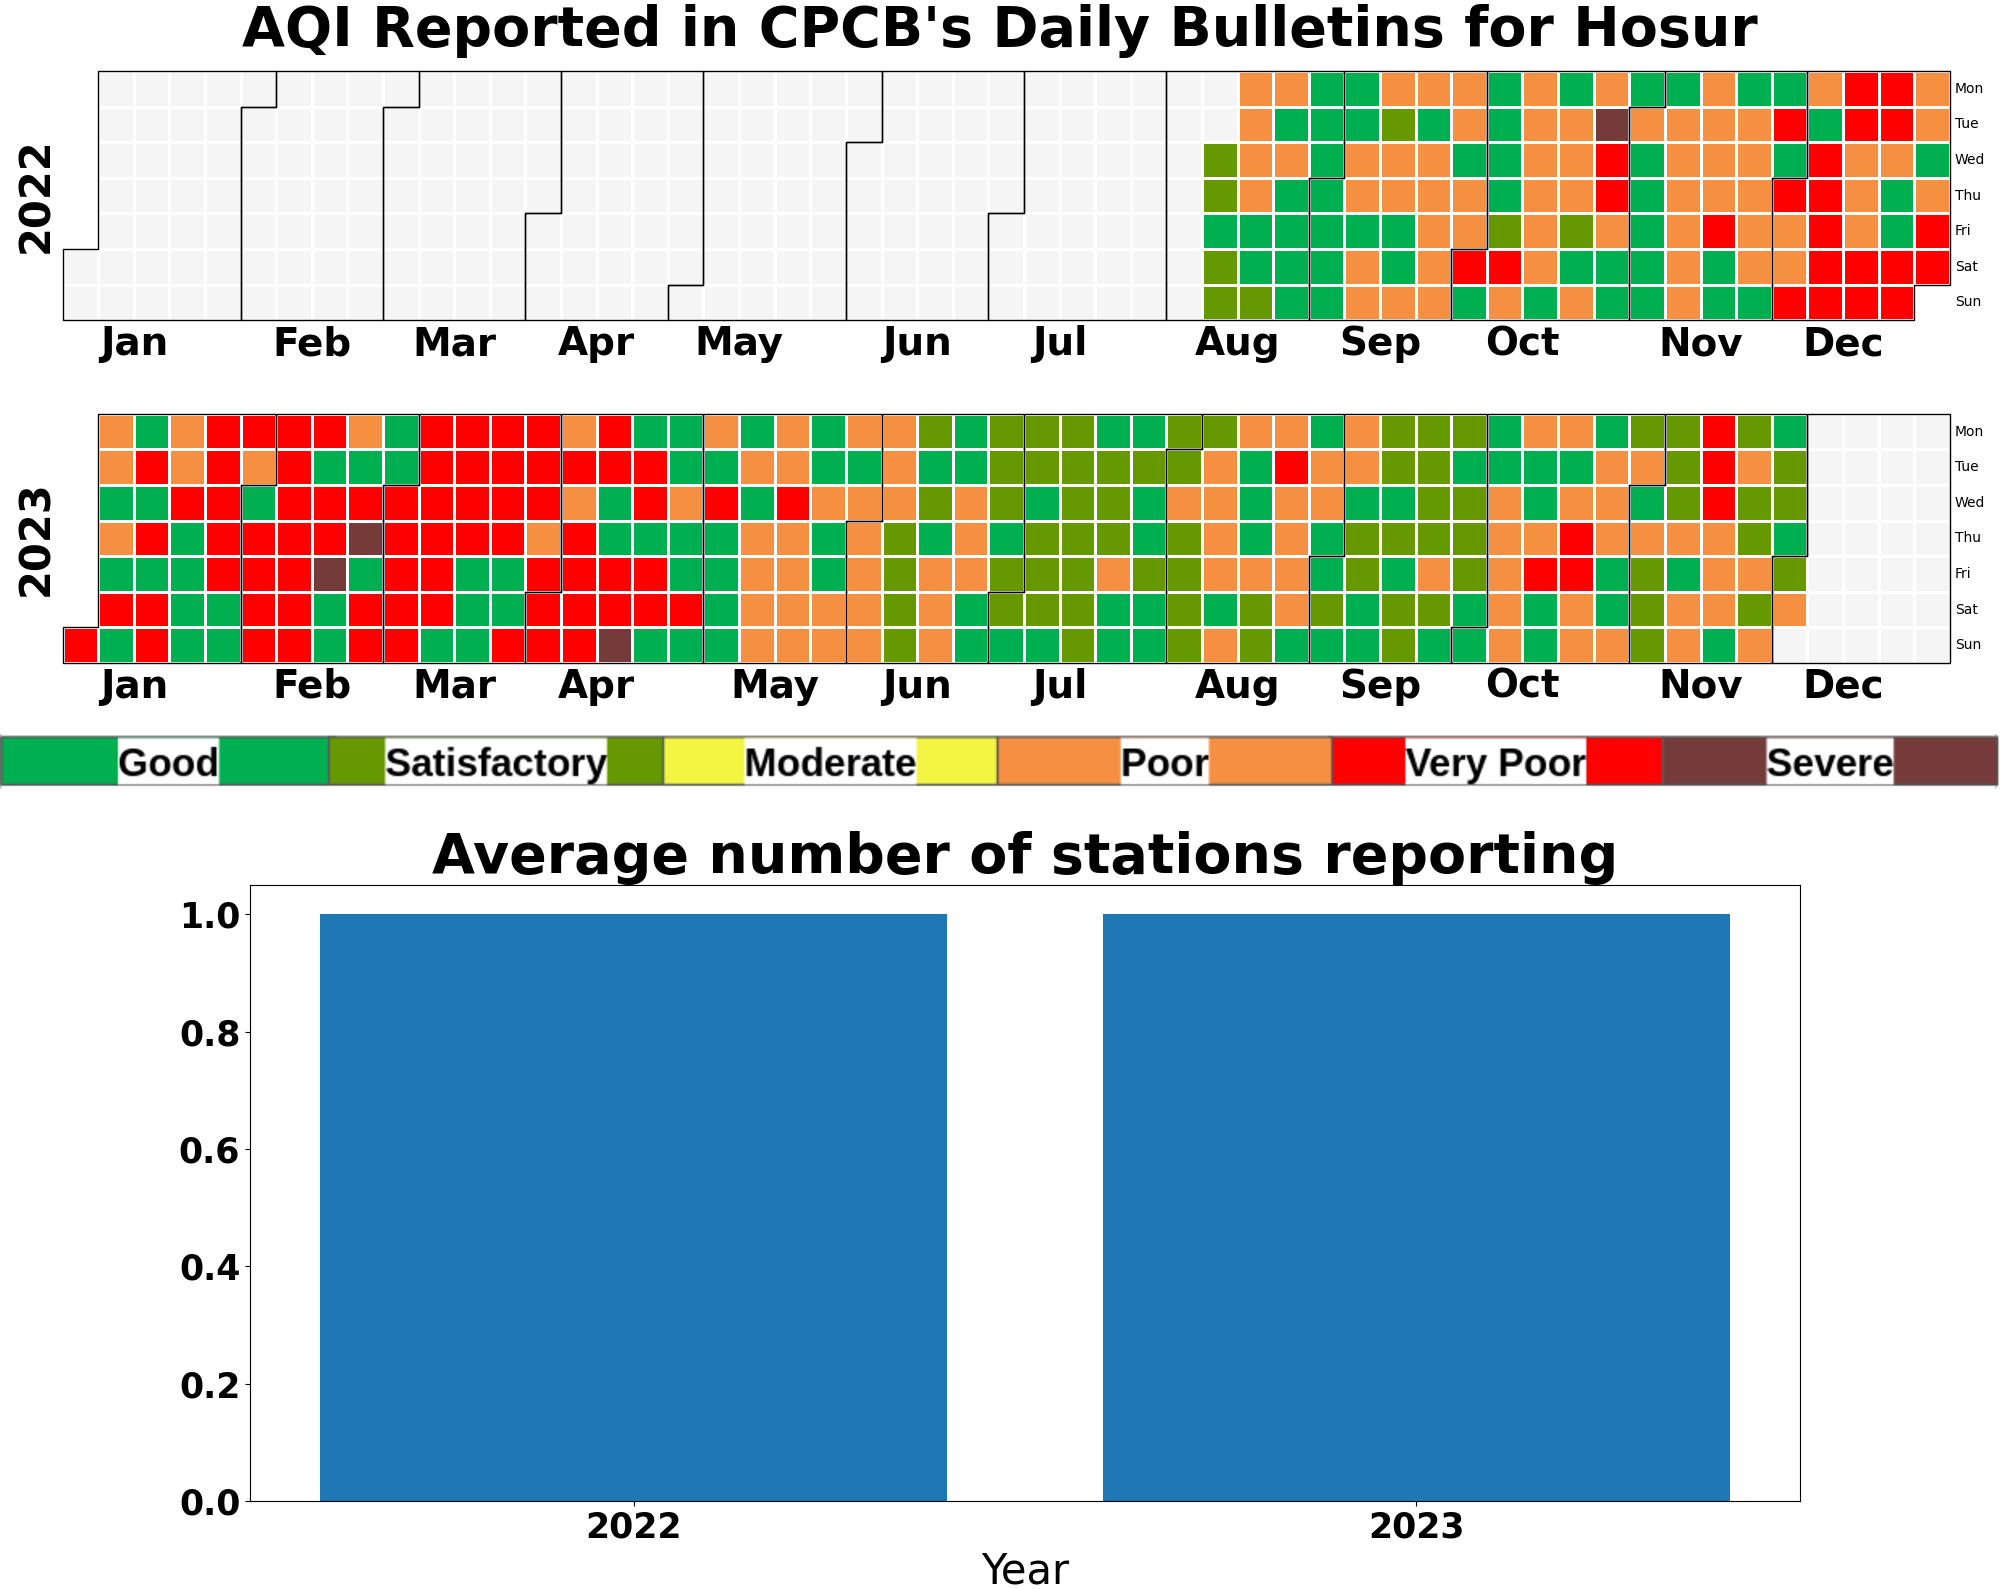 AQI Reported in CPCB's Daily Bulletins for Hosur
2022
Mon
Tue
Wed
Thu
Fri
Sat
Sun
Jan Feb Mar Apr May Jun Jul Aug Sep Oct Nov Dec
2023
Mon
Tue
Wed
Thu
Fri
Sat
Sun
Jan Feb Mar Apr May Jun Jul Aug Sep Oct Nov Dec
Good Satisfactory Moderate Poor Very Poor Severe
Average number of stations reporting
1.0
0.8
0.6
0.4
0.2
0.0
2022 2023
Year